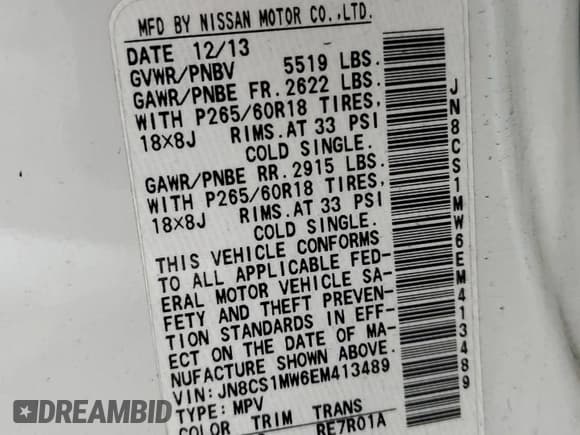 MFD BY NISSAN MOTOR CO.,LTD.
DATE 12/13
GVWR/PNBV 5519 LBS.
GAWR/PNBE FR. 2622 LBS.
WITH P265/60R18 TIRES,
18X8J RIMS. AT 33 PSI
COLD SINGLE.
GAWR/PNBE RR. 2915 LBS.
WITH P265/60R18 TIRES,
18X8J RIMS. AT 33 PSI
COLD SINGLE.
THIS VEHICLE CONFORMS
TO ALL APPLICABLE FED-
ERAL MOTOR VEHICLE SA-
FETY AND THEFT PREVEN-
TION STANDARDS IN EFF-
ECT ON THE DATE OF MA-
NUFACTURE SHOWN ABOVE.
VIN: JN8CS1MW6EM413489
TYPE: MPV
COLOR TRIM TRANS
RE7R01A
JN8CS1MW6EM413489
DREAMBID
dreambid.com